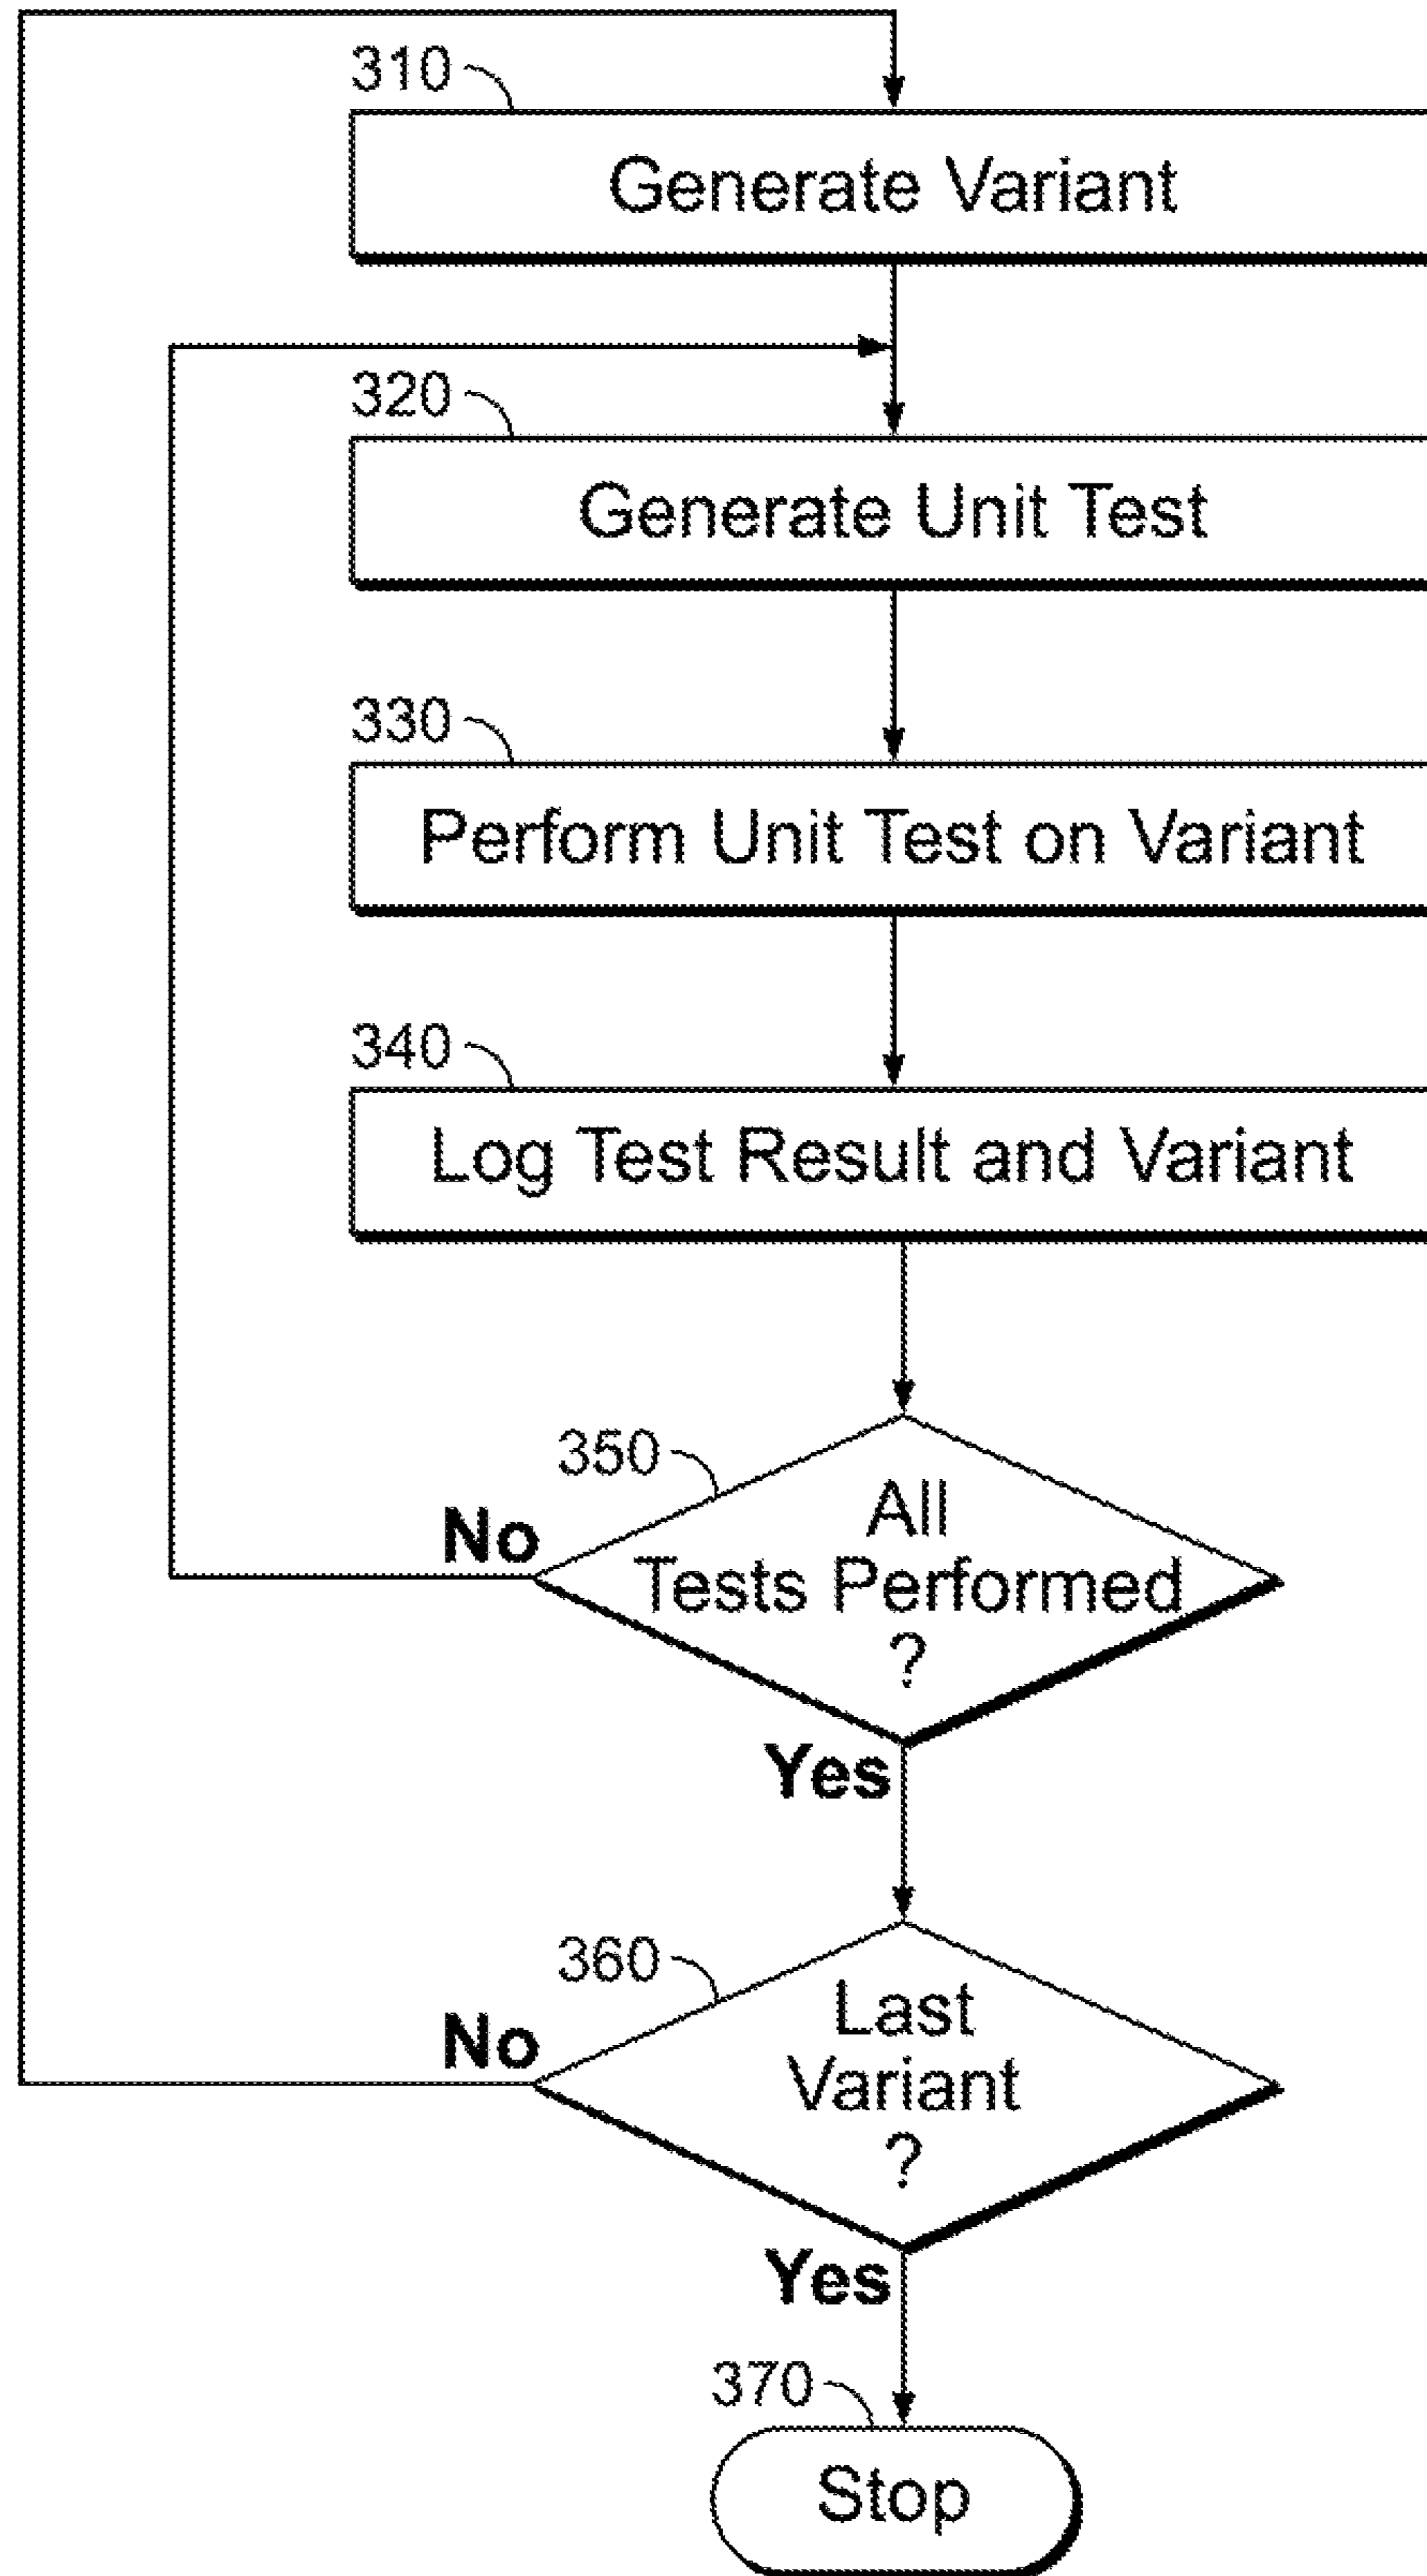 310
Generate Variant
320
Generate Unit Test
330
Perform Unit Test on Variant
340
Log Test Result and Variant
350
All
Tests Performed
?
No
Yes
360
Last
Variant
?
No
Yes
370
Stop